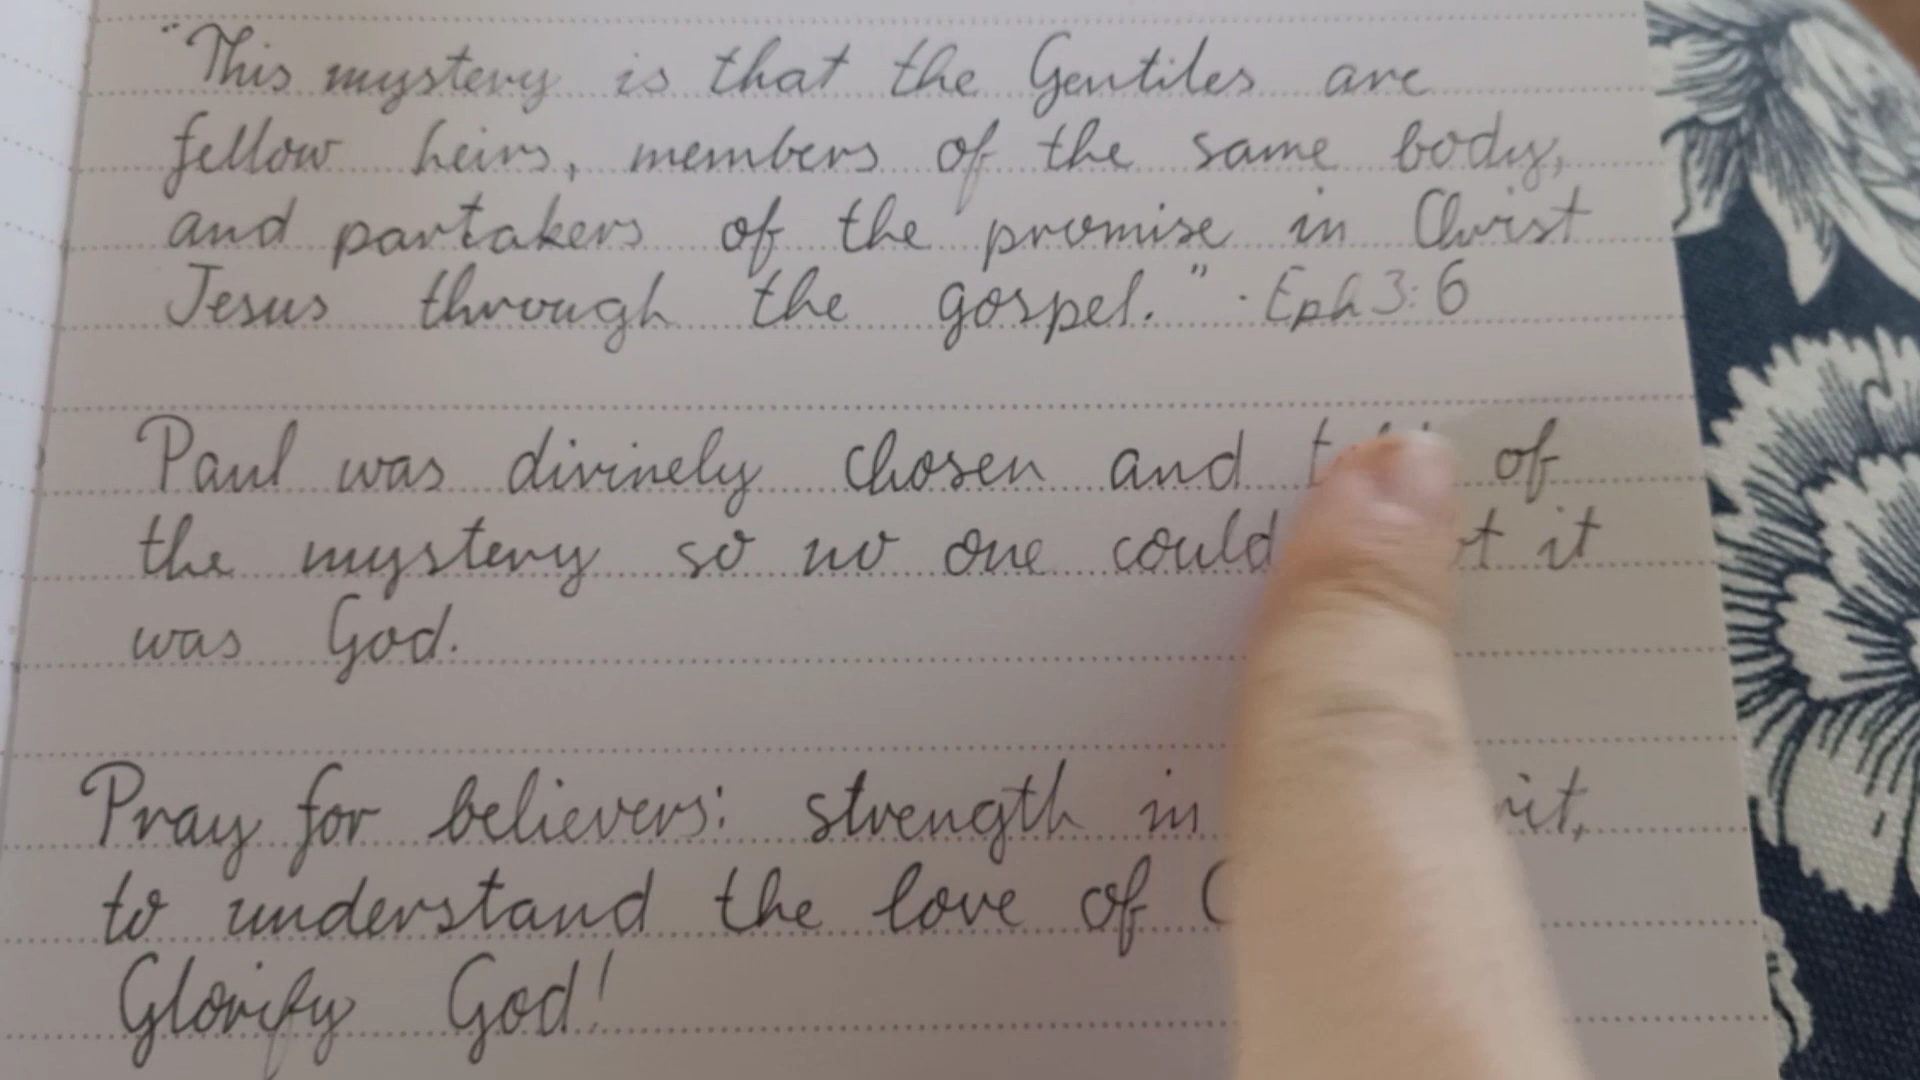 "This mystery is that the Gentiles are
fellow heirs, members of the same body,
and partakers of the promise in Christ
Jesus through the gospel." - Eph 3:6
Paul was divinely chosen and of
the mystery so no one could it
was God.
Pray for believers: strength in
to understand the love of
Glorify God!